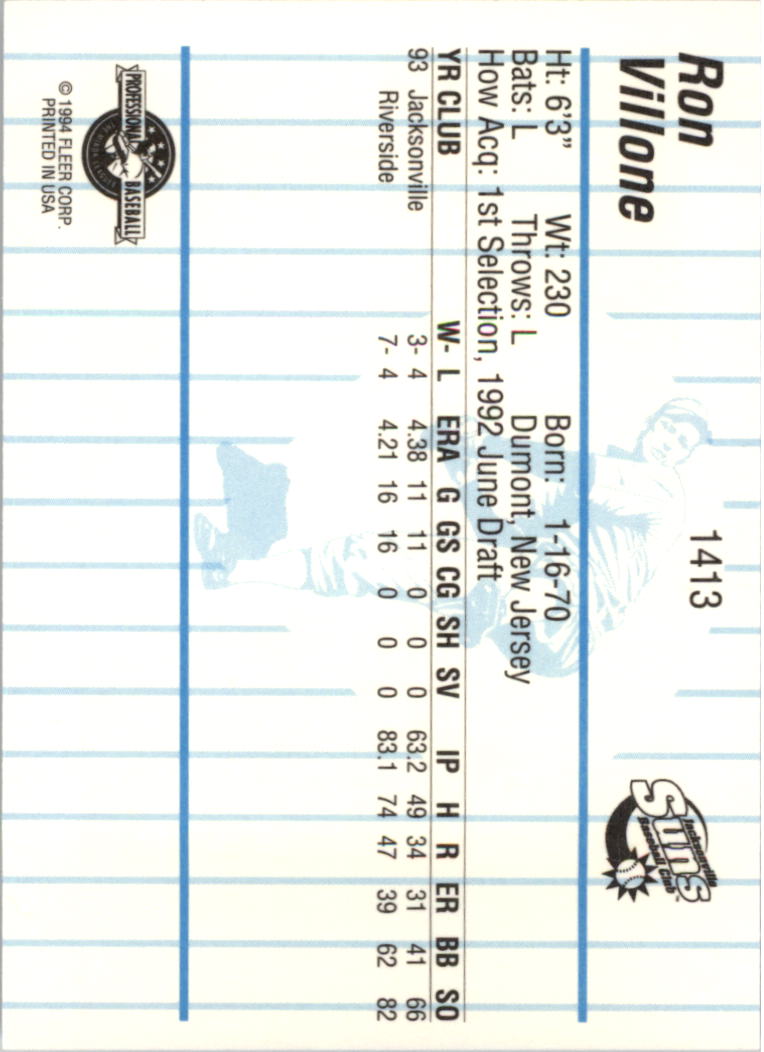 Ron
Villone
1413
Jacksonville
Suns
Baseball Club
Ht: 6'3" Wt: 230 Born: 1-16-70
Bats: L Throws: L Dumont, New Jersey
How Acq: 1st Selection, 1992 June Draft
YR CLUB W- L ERA G GS CG SH SV IP H R ER BB SO
93 Jacksonville 3- 4 4.38 11 11 0 0 0 63.2 49 34 31 41 66
Riverside 7- 4 4.21 16 16 0 0 0 83.1 74 47 39 62 82
PROFESSIONAL BASEBALL
© 1994 FLEER CORP.
PRINTED IN USA